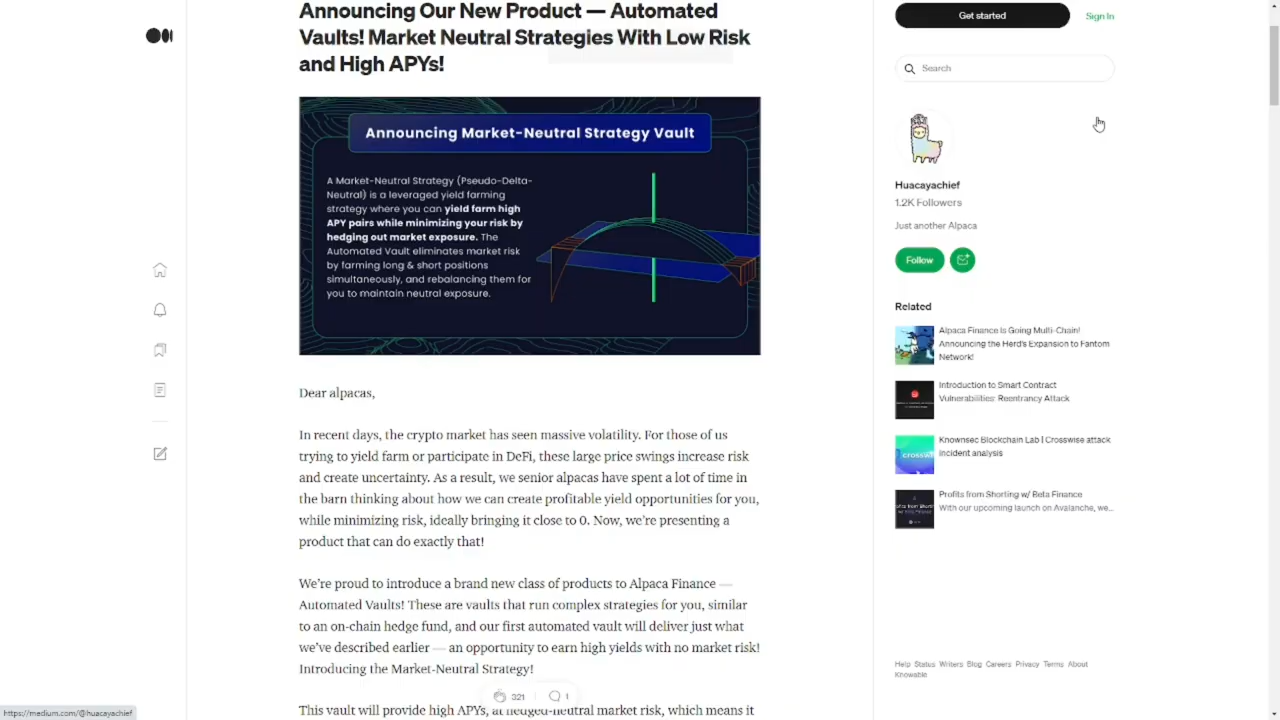 Announcing Our New Product — Automated
Vaults! Market Neutral Strategies With Low Risk
and High APYs!
Announcing Market-Neutral Strategy Vault
A Market-Neutral Strategy (Pseudo-Delta-
Neutral) is a leveraged yield farming
strategy where you can yield farm high
APY pairs while minimizing your risk by
hedging out market exposure. The
Automated Vault eliminates market risk
by farming long & short positions
simultaneously, and rebalancing them for
you to maintain neutral exposure.
Dear alpacas,
In recent days, the crypto market has seen massive volatility. For those of us
trying to yield farm or participate in DeFi, these large price swings increase risk
and create uncertainty. As a result, we senior alpacas have spent a lot of time in
the barn thinking about how we can create profitable yield opportunities for you,
while minimizing risk, ideally bringing it close to 0. Now, we're presenting a
product that can do exactly that!
We're proud to introduce a brand new class of products to Alpaca Finance —
Automated Vaults! These are vaults that run complex strategies for you, similar
to an on-chain hedge fund, and our first automated vault will deliver just what
we've described earlier — an opportunity to earn high yields with no market risk!
Introducing the Market-Neutral Strategy!
321 1
This vault will provide high APYs, at hedged-neutral market risk, which means it
Get started Sign In
Search
Huacayachief
1.2K Followers
Just another Alpaca
Follow
Related
Alpaca Finance Is Going Multi-Chain!
Announcing the Herd's Expansion to Fantom
Network!
Introduction to Smart Contract
Vulnerabilities: Reentrancy Attack
Knownsec Blockchain Lab | Crosswise attack
incident analysis
Profits from Shorting w/ Beta Finance
With our upcoming launch on Avalanche, we...
Help Status Writers Blog Careers Privacy Terms About
Knowable
https://medium.com/@huacayachief